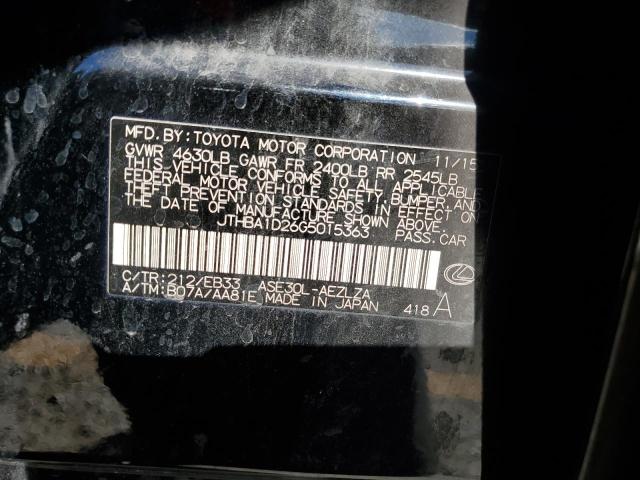 MFD. BY: TOYOTA MOTOR CORPORATION 11/15
GVWR 4630LB GAWR FR 2400LB RR 2545LB
THIS VEHICLE CONFORMS TO ALL APPLICABLE
FEDERAL MOTOR VEHICLE SAFETY, BUMPER, AND
THEFT PREVENTION STANDARDS IN EFFECT ON
THE DATE OF MANUFACTURE SHOWN ABOVE.
JTHBA1D26G5015363 PASS. CAR
C/TR: 212/EB33 ASE30L-AEZLZA
A/TM: B07A/AA81E MADE IN JAPAN 418 A